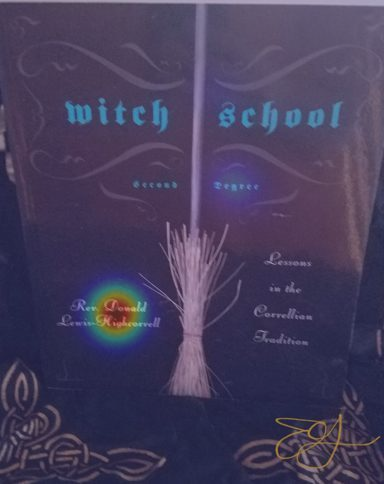 witch school
Second Degree
Lessons
in the
Correllian
Tradition
Rev. Donald
Lewis-Highcorrell